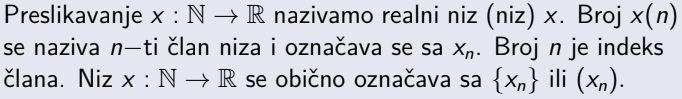 Preslikavanje x : ℕ → ℝ nazivamo realni niz (niz) x. Broj x(n)
se naziva n−ti član niza i označava se sa xₙ. Broj n je indeks
člana. Niz x : ℕ → ℝ se obično označava sa {xₙ} ili (xₙ).